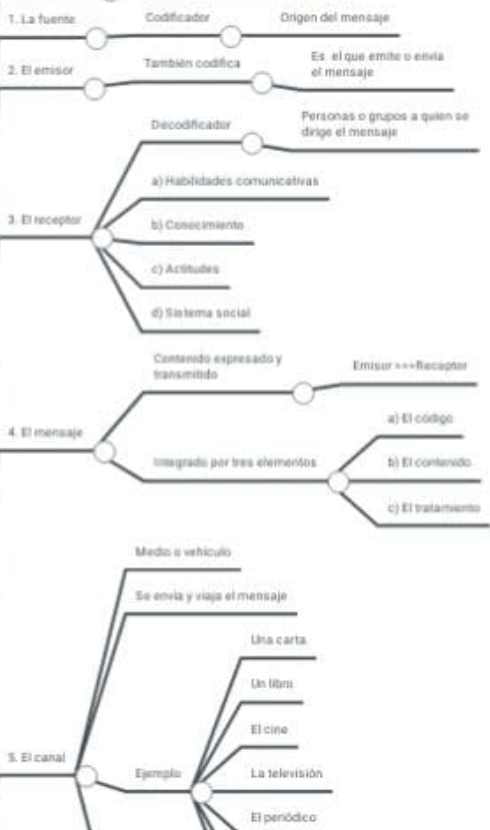 1. La fuente
Codificador
Origen del mensaje
2. El emisor
También codifica
Es el que emite o envía
el mensaje
3. El receptor
Decodificador
Personas o grupos a quien se
dirige el mensaje
a) Habilidades comunicativas
b) Conocimiento
c) Actitudes
d) Sistema social
4. El mensaje
Contenido expresado y
transmitido
Emisor >>>Receptor
Integrado por tres elementos
a) El código
b) El contenido
c) El tratamiento
5. El canal
Medio o vehículo
Se envía y viaja el mensaje
Ejemplo
Una carta
Un libro
El cine
La televisión
El periódico